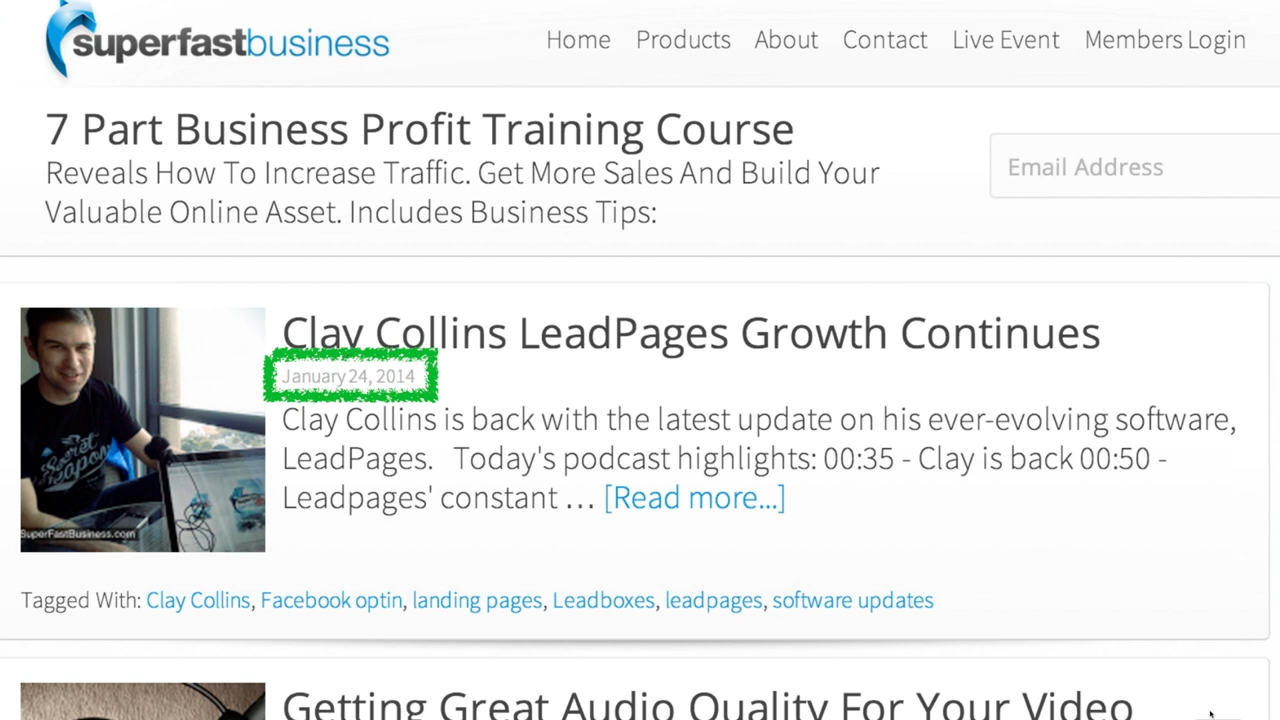 superfastbusiness
Home Products About Contact Live Event Members Login
7 Part Business Profit Training Course
Reveals How To Increase Traffic. Get More Sales And Build Your
Valuable Online Asset. Includes Business Tips:
Email Address
Clay Collins LeadPages Growth Continues
January 24, 2014
Clay Collins is back with the latest update on his ever-evolving software,
LeadPages. Today's podcast highlights: 00:35 - Clay is back 00:50 -
Leadpages' constant … [Read more...]
Secret
Weapon
SuperFastBusiness.com
Tagged With: Clay Collins, Facebook optin, landing pages, Leadboxes, leadpages, software updates
Getting Great Audio Quality For Your Video